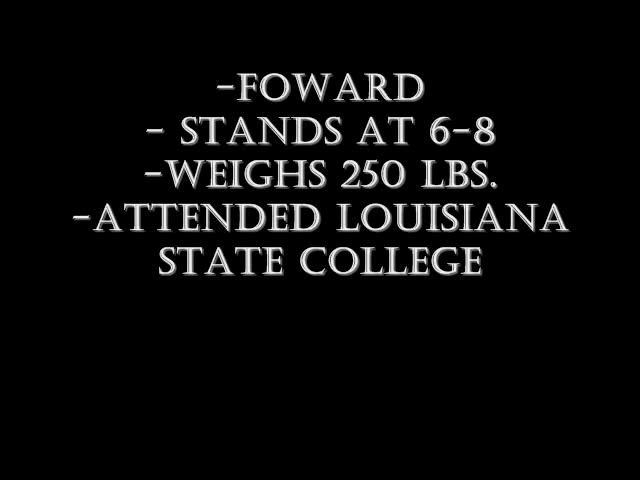 -FOWARD
- STANDS AT 6-8
-WEIGHS 250 LBS.
-ATTENDED LOUISIANA
STATE COLLEGE